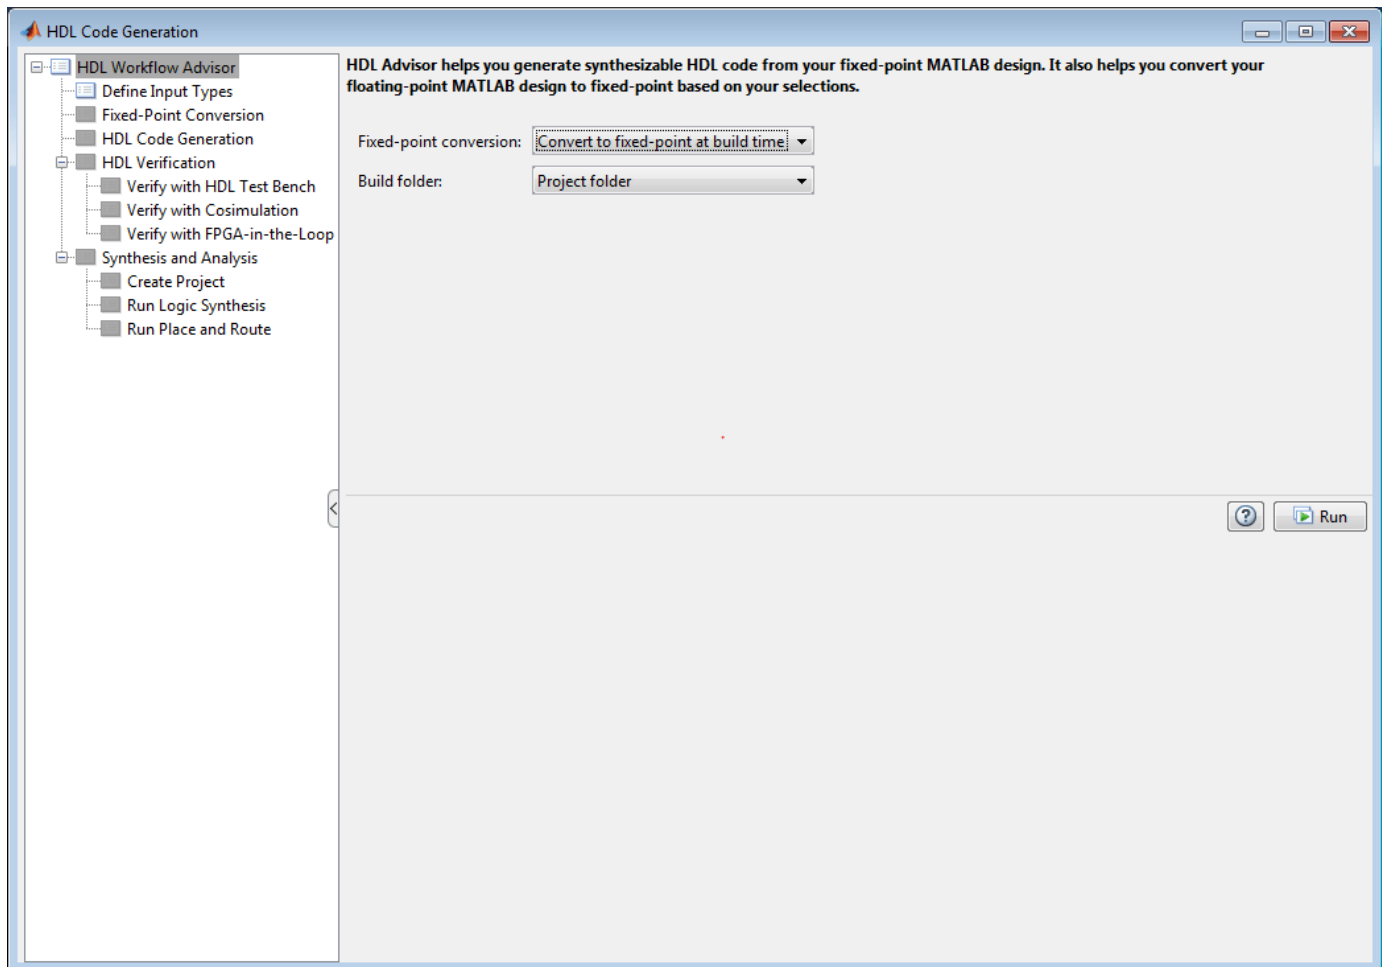 HDL Code Generation
HDL Workflow Advisor
Define Input Types
Fixed-Point Conversion
HDL Code Generation
HDL Verification
Verify with HDL Test Bench
Verify with Cosimulation
Verify with FPGA-in-the-Loop
Synthesis and Analysis
Create Project
Run Logic Synthesis
Run Place and Route
HDL Advisor helps you generate synthesizable HDL code from your fixed-point MATLAB design. It also helps you convert your
floating-point MATLAB design to fixed-point based on your selections.
Fixed-point conversion: Convert to fixed-point at build time
Build folder: Project folder
? Run